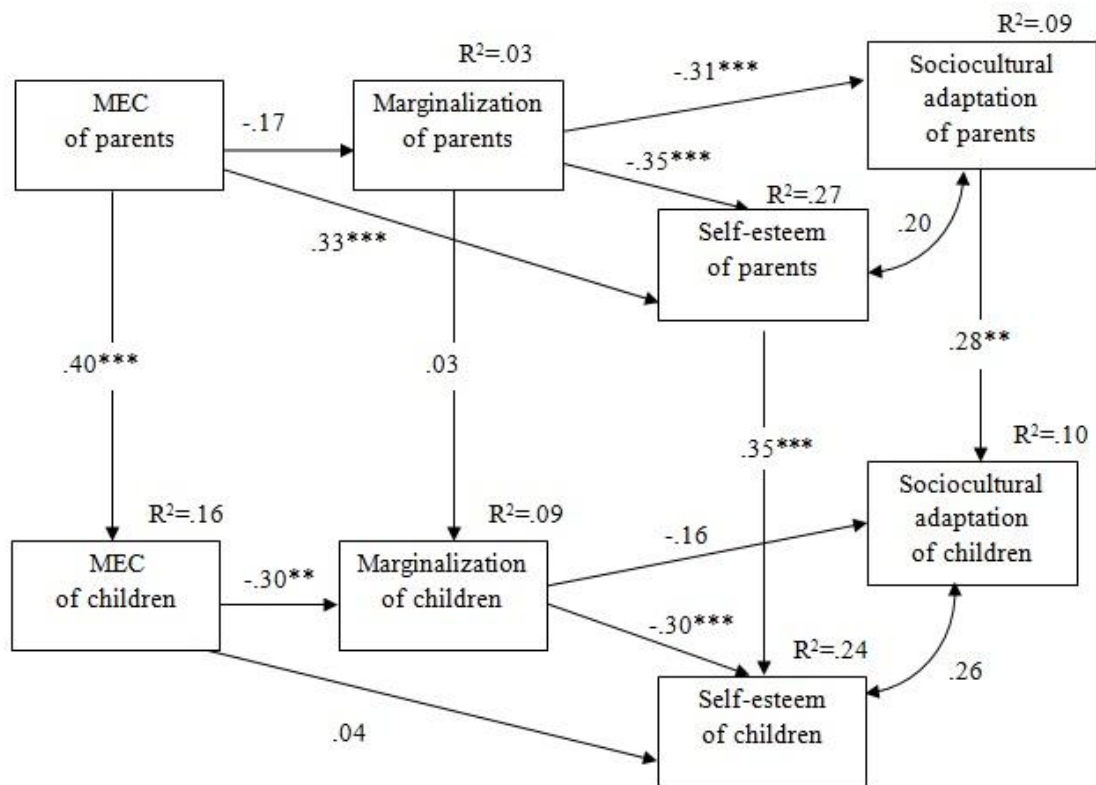 R²=.09
R²=.03
MEC
of parents
-.17
Marginalization
of parents
-.31***
Sociocultural
adaptation
of parents
-.35***
R²=.27
.33***
Self-esteem
of parents
.20
.40***
.03
.28**
.35***
R²=.10
R²=.16
R²=.09
Sociocultural
adaptation
of children
-.16
MEC
of children
-.30**
Marginalization
of children
-.30***
R²=.24
.26
Self-esteem
of children
.04